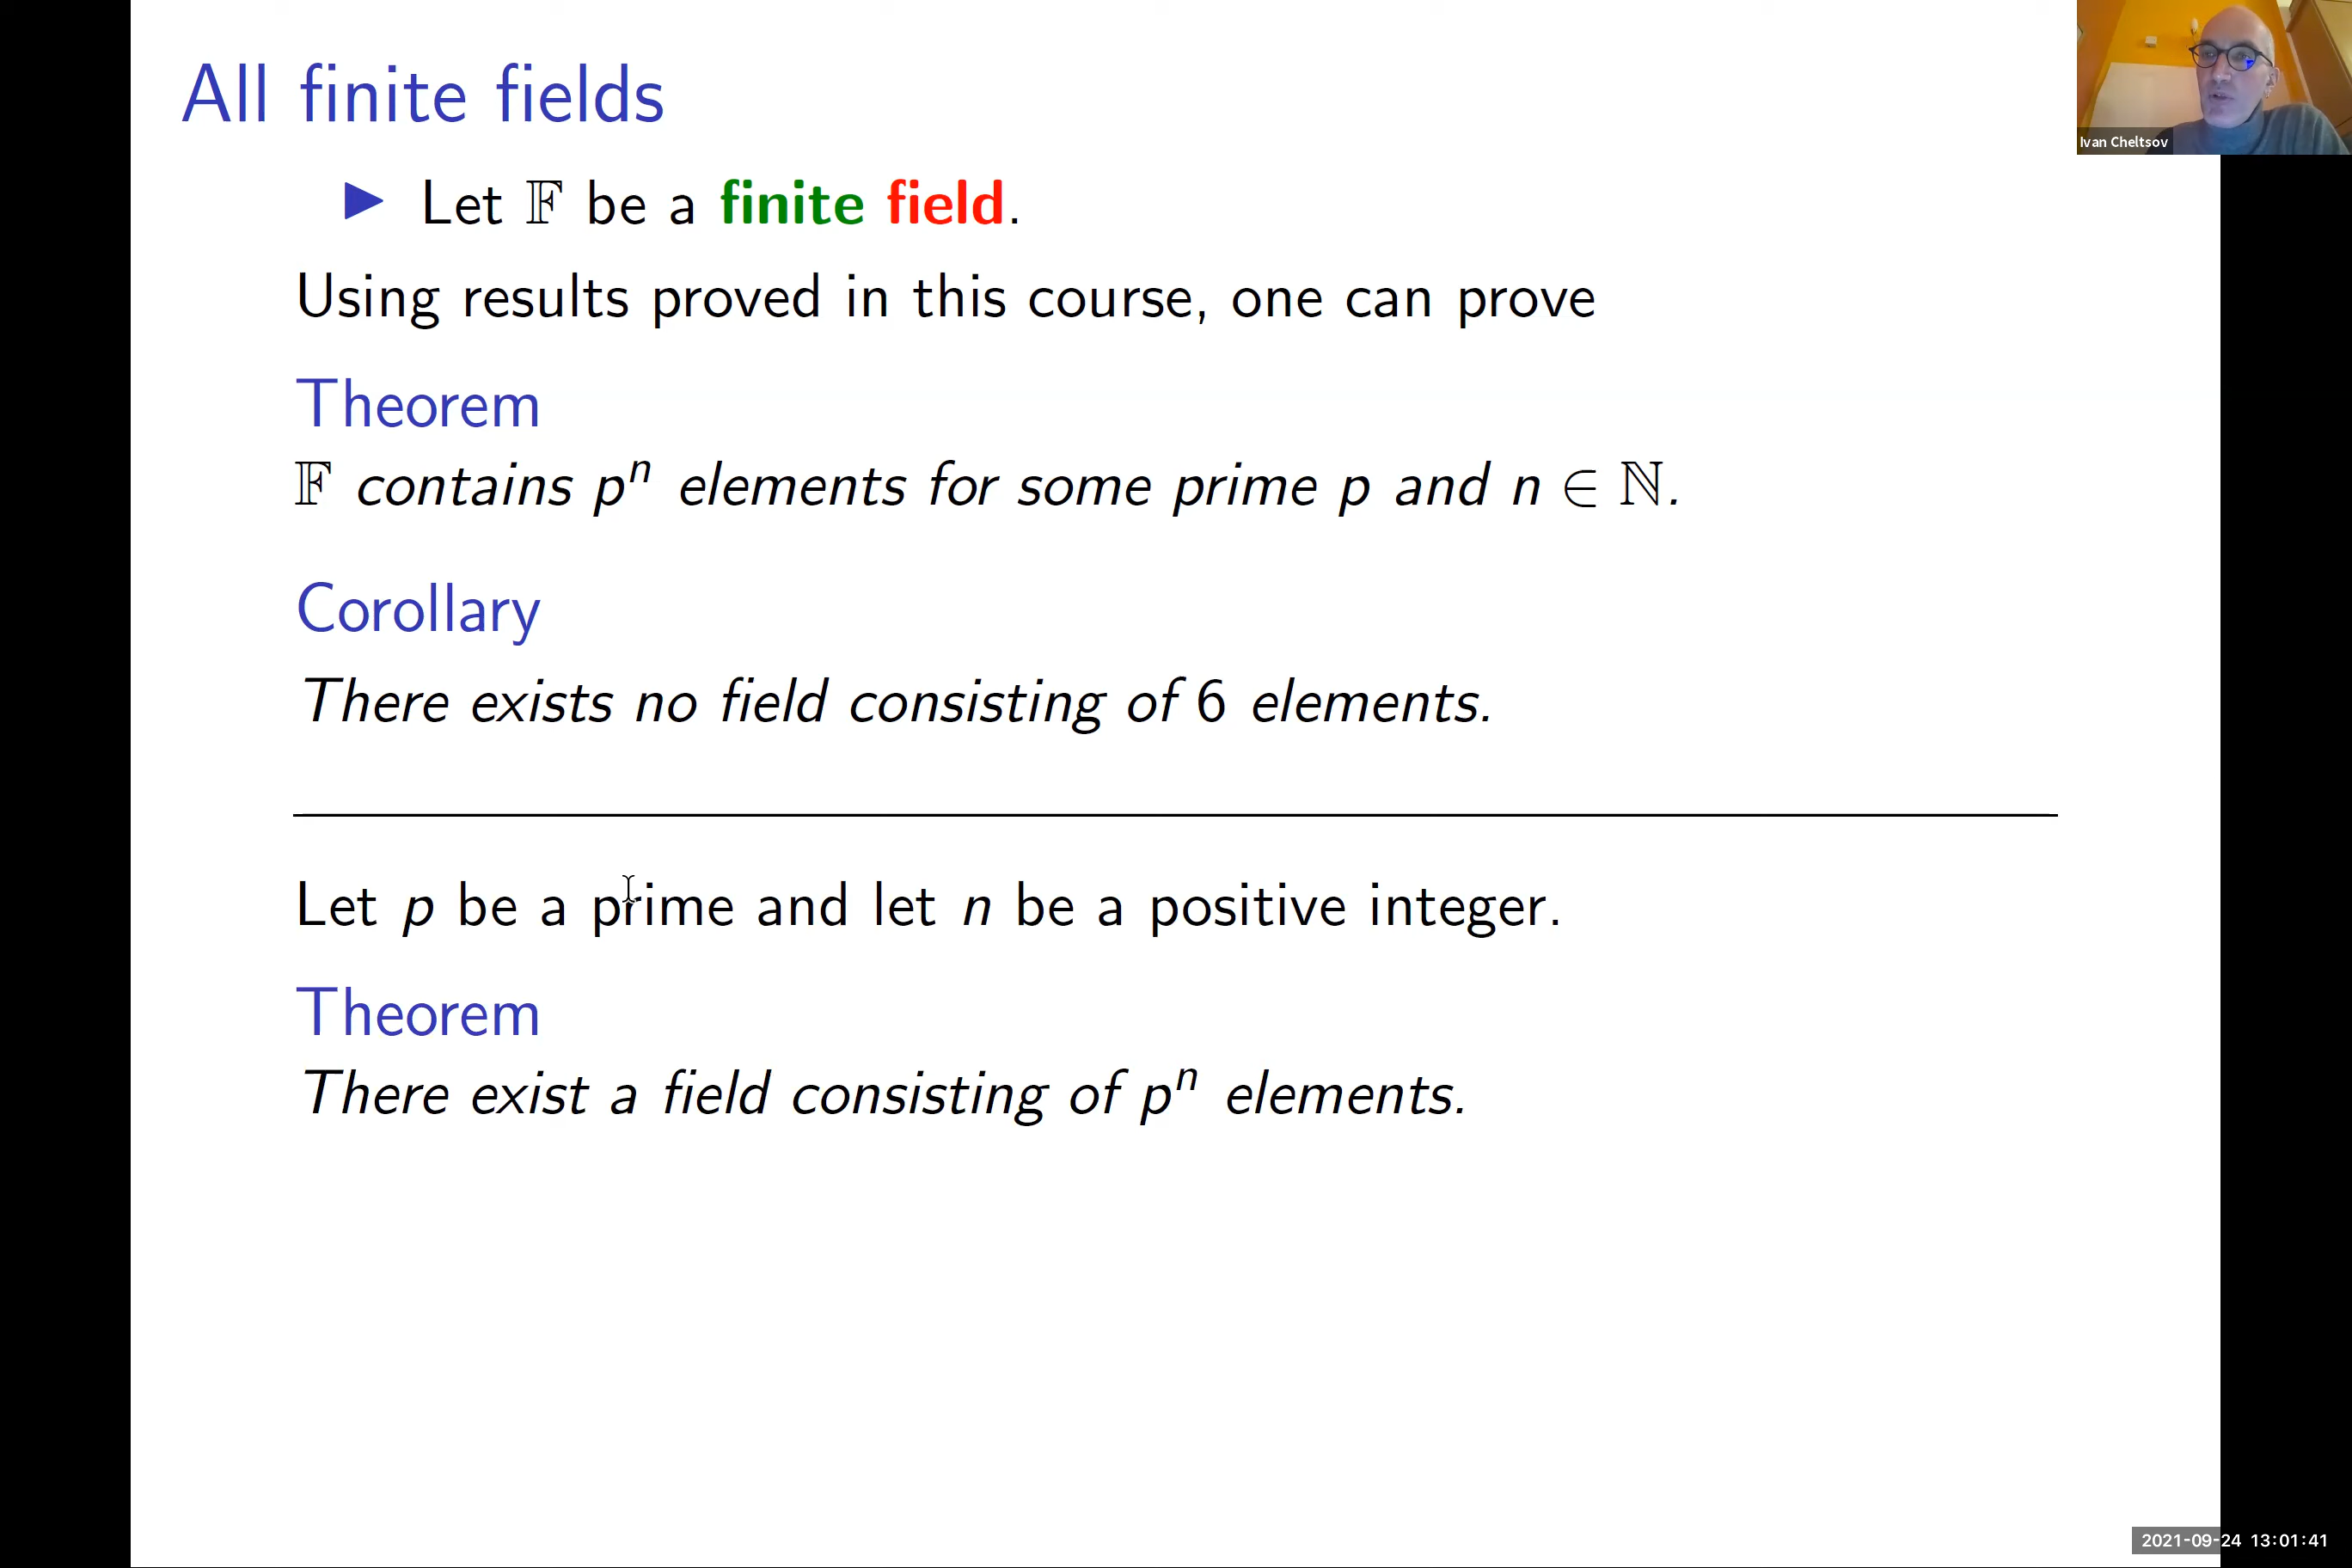 All finite fields
Ivan Cheltsov
▶ Let 𝔽 be a finite field.
Using results proved in this course, one can prove
Theorem
𝔽 contains pⁿ elements for some prime p and n ∈ ℕ.
Corollary
There exists no field consisting of 6 elements.
Let p be a prime and let n be a positive integer.
Theorem
There exist a field consisting of pⁿ elements.
2021-09-24 13:01:41